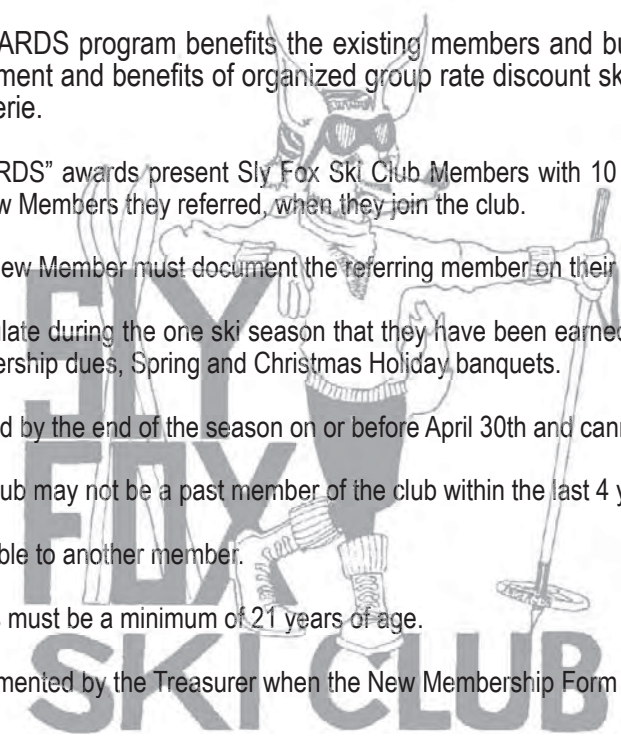 ARDS program benefits the existing members and bu
ment and benefits of organized group rate discount sk
erie.
RDS” awards present Sly Fox Ski Club Members with 10
w Members they referred, when they join the club.
ew Member must document the referring member on their
ulate during the one ski season that they have been earned
ership dues, Spring and Christmas Holiday banquets.
d by the end of the season on or before April 30th and cann
ub may not be a past member of the club within the last 4 y
ble to another member.
s must be a minimum of 21 years of age.
mented by the Treasurer when the New Membership Form
SLY
FOX
SKI CLUB